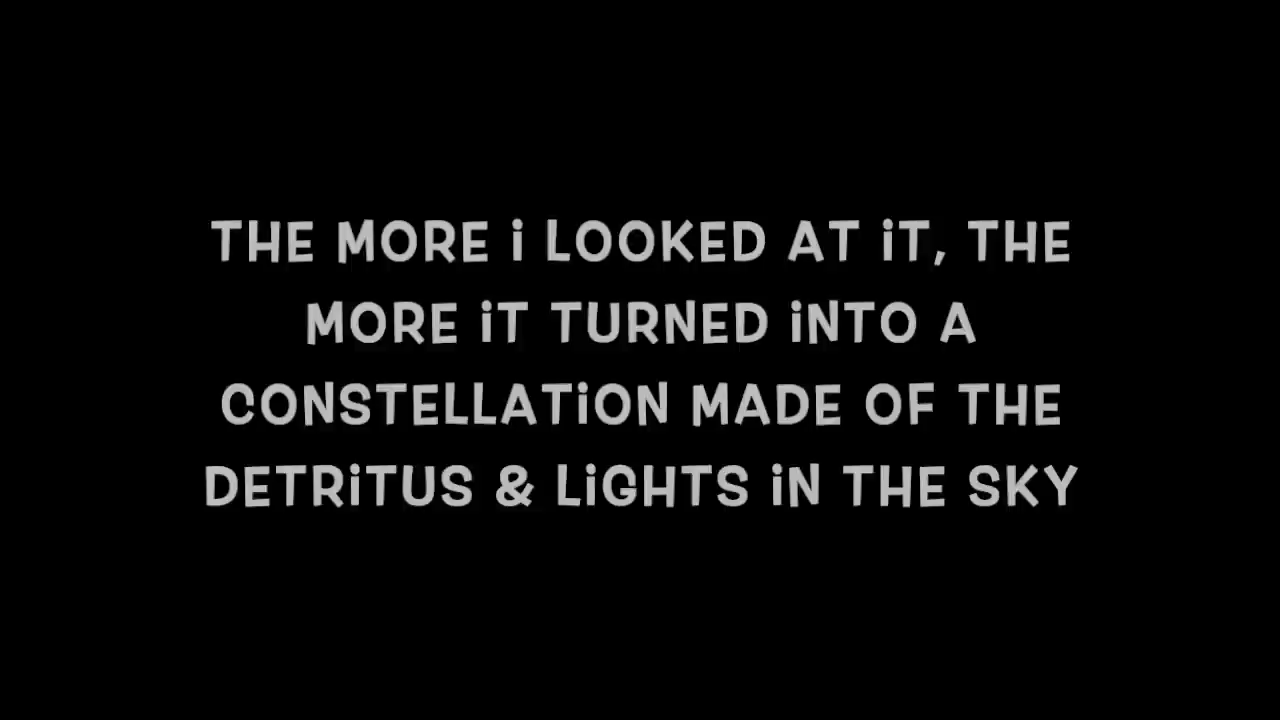 THE MORE i LOOKED AT iT, THE
MORE iT TURNED iNTO A
CONSTELLATiON MADE OF THE
DETRiTUS & LiGHTS iN THE SKY